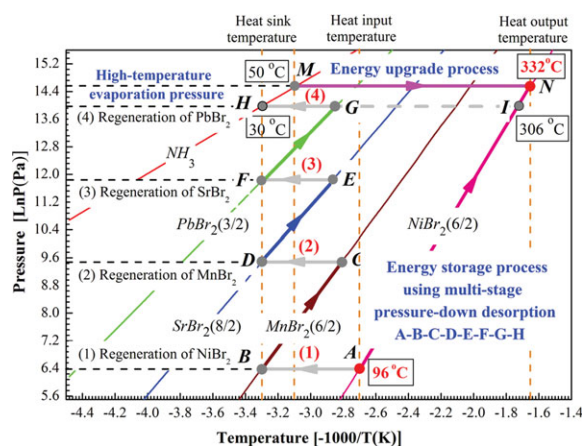 Heat sink temperature
Heat input temperature
Heat output temperature
15.2
14.4
13.6
12.8
12.0
11.2
10.4
9.6
8.8
8.0
7.2
6.4
5.6
Pressure [LnP(Pa)]
High-temperature
evaporation pressure
50 °C
M
Energy upgrade process
332°C
N
H
(4)
G
I
(4) Regeneration of PbBr2
30 °C
306 °C
NH3
(3)
(3) Regeneration of SrBr2
F
E
PbBr2(3/2)
NiBr2(6/2)
D
(2)
C
(2) Regeneration of MnBr2
Energy storage process
using multi-stage
pressure-down desorption
A-B-C-D-E-F-G-H
SrBr2(8/2)
MnBr2(6/2)
(1) Regeneration of NiBr2
B
(1)
A
96 °C
-4.4 -4.2 -4.0 -3.8 -3.6 -3.4 -3.2 -3.0 -2.8 -2.6 -2.4 -2.2 -2.0 -1.8 -1.6 -1.4
Temperature [-1000/T(K)]